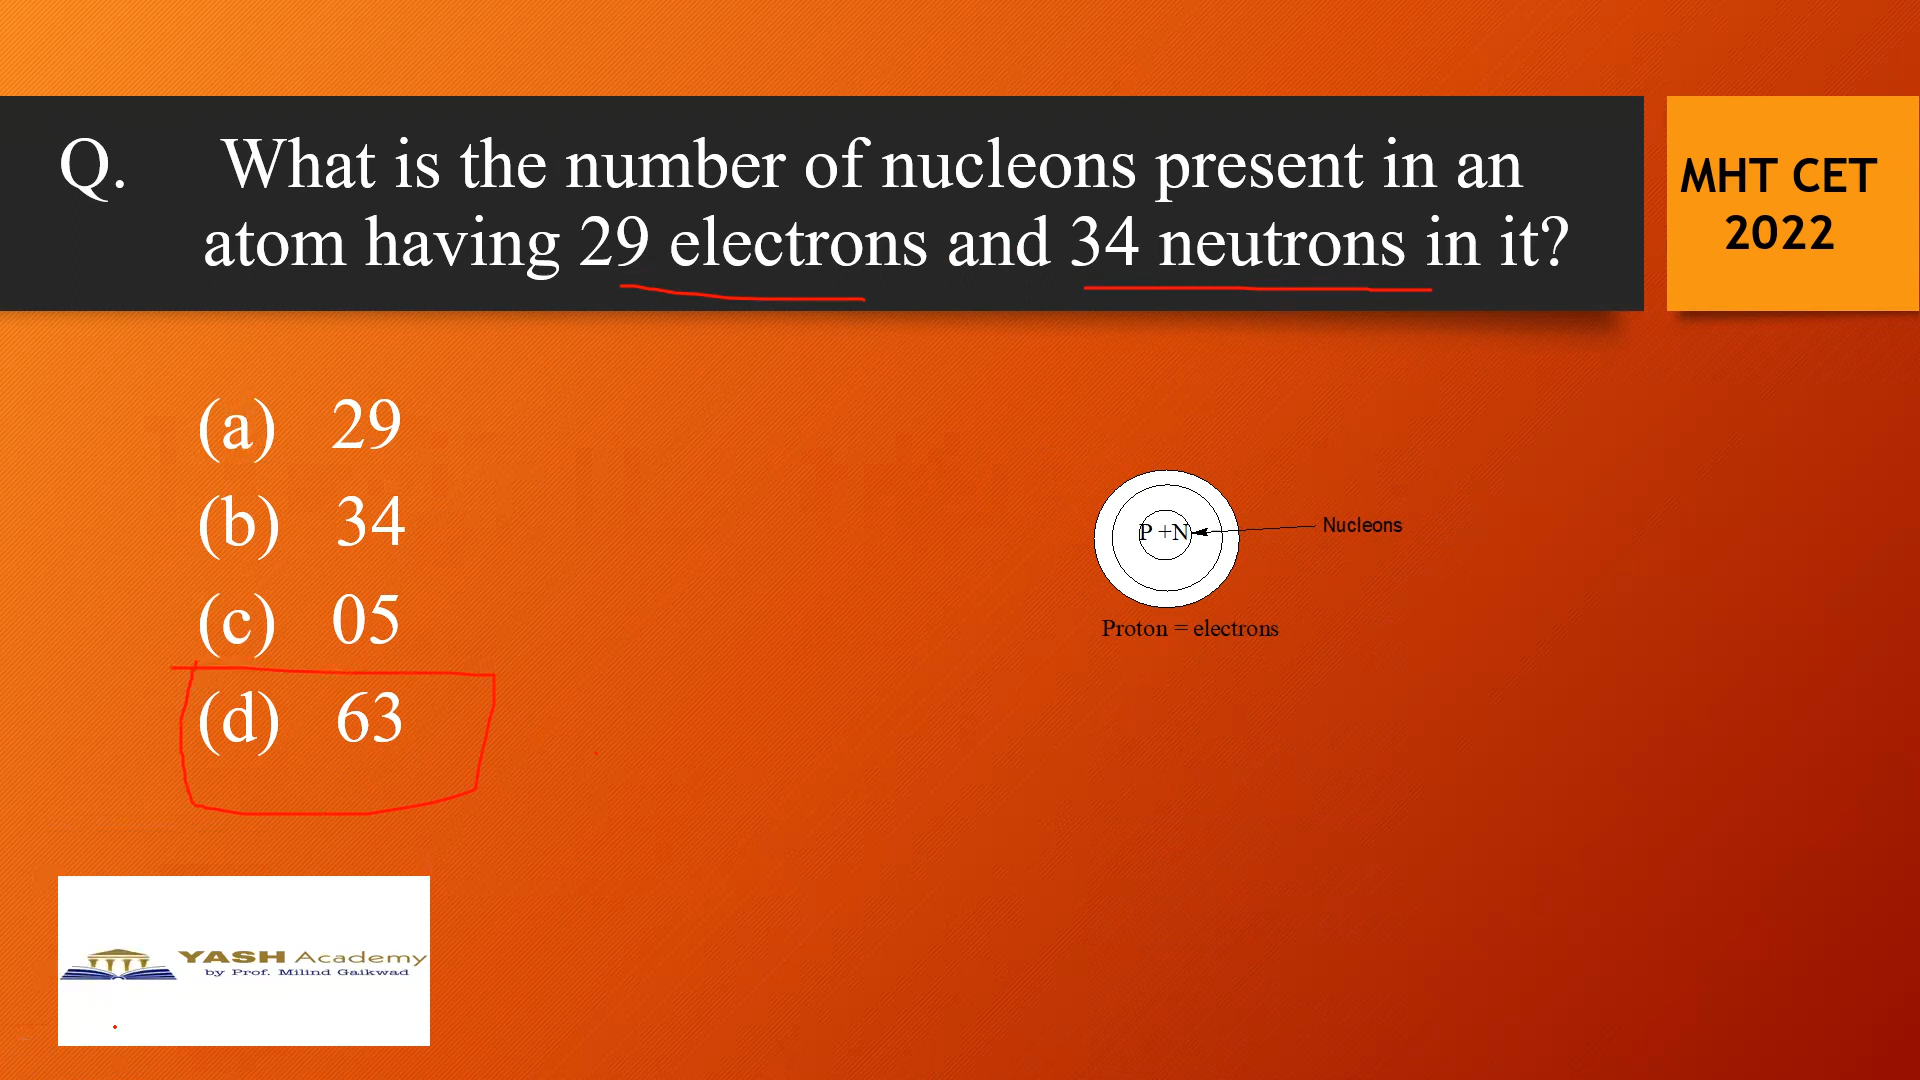 Q. What is the number of nucleons present in an
atom having 29 electrons and 34 neutrons in it?
MHT CET
2022
(a) 29
(b) 34
(c) 05
(d) 63
P +N
Nucleons
Proton = electrons
YASH Academy
by Prof. Milind Gaikwad